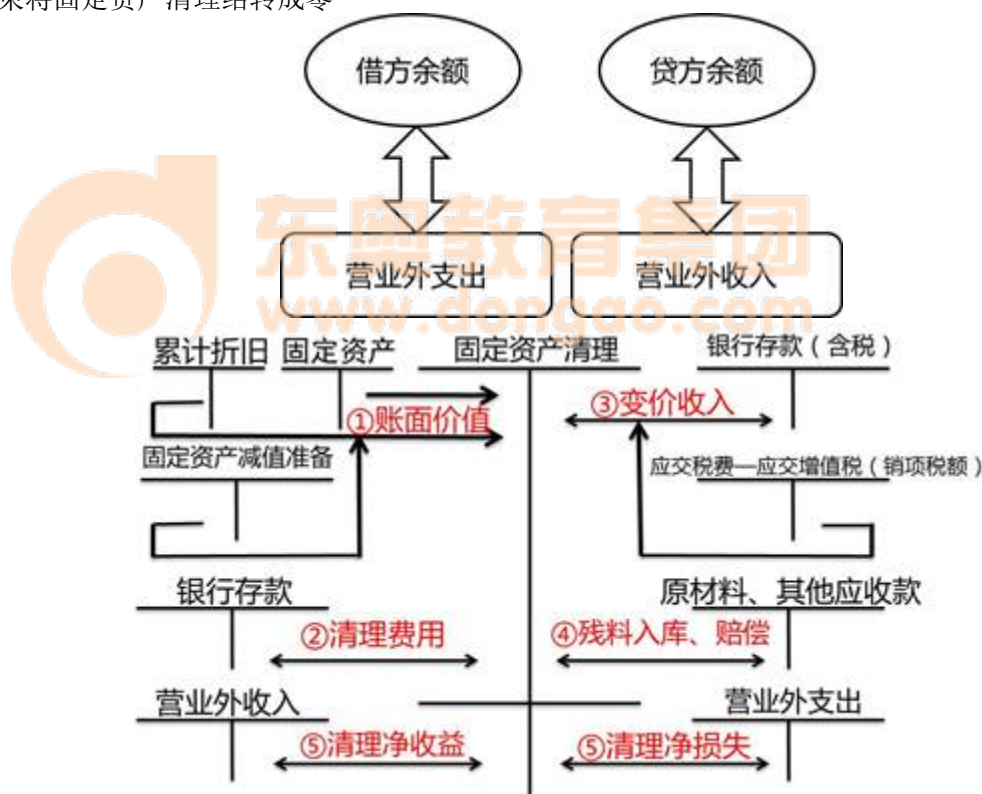 果将固定资产清理结转成零
借方余额 贷方余额
东奥教育集团
营业外支出 营业外收入
www.dongao.com
累计折旧 固定资产 固定资产清理 银行存款（含税）
①账面价值 ③变价收入
固定资产减值准备 应交税费—应交增值税（销项税额）
银行存款 原材料、其他应收款
②清理费用 ④残料入库、赔偿
营业外收入 营业外支出
⑤清理净收益 ⑤清理净损失